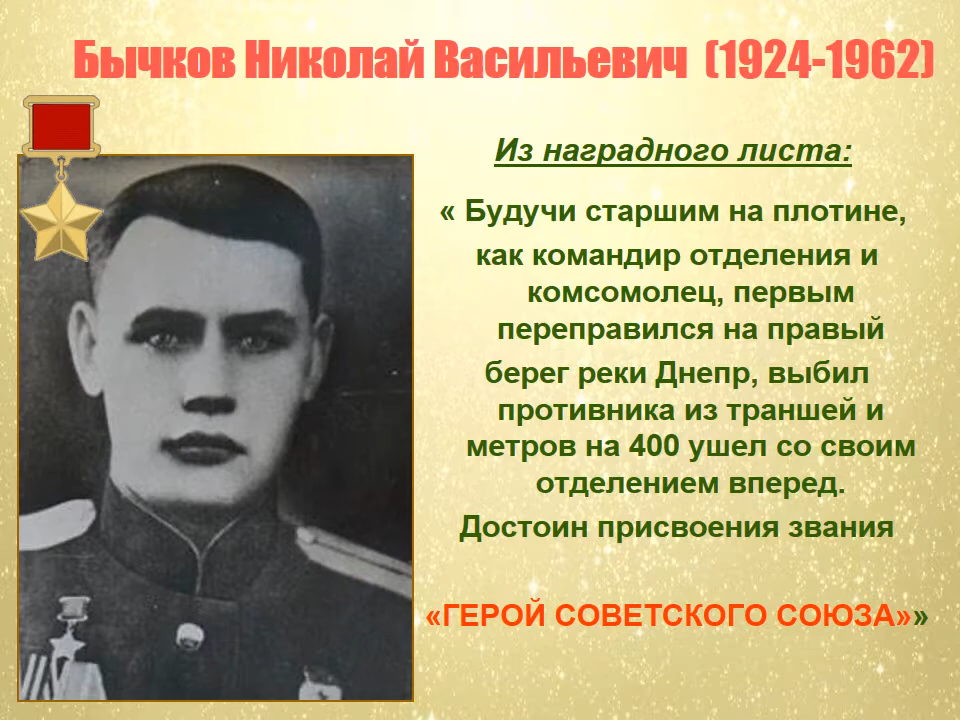 Бычков Николай Васильевич (1924-1962)
Из наградного листа:
« Будучи старшим на плотине,
как командир отделения и
комсомолец, первым
переправился на правый
берег реки Днепр, выбил
противника из траншей и
метров на 400 ушел со своим
отделением вперед.
Достоин присвоения звания
«ГЕРОЙ СОВЕТСКОГО СОЮЗА»»